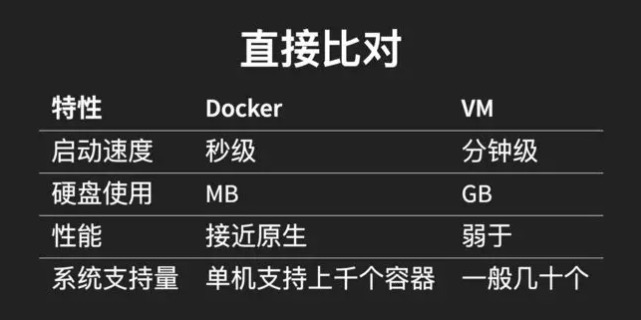 直接比对
特性 Docker VM
启动速度 秒级 分钟级
硬盘使用 MB GB
性能 接近原生 弱于
系统支持量 单机支持上千个容器 一般几十个